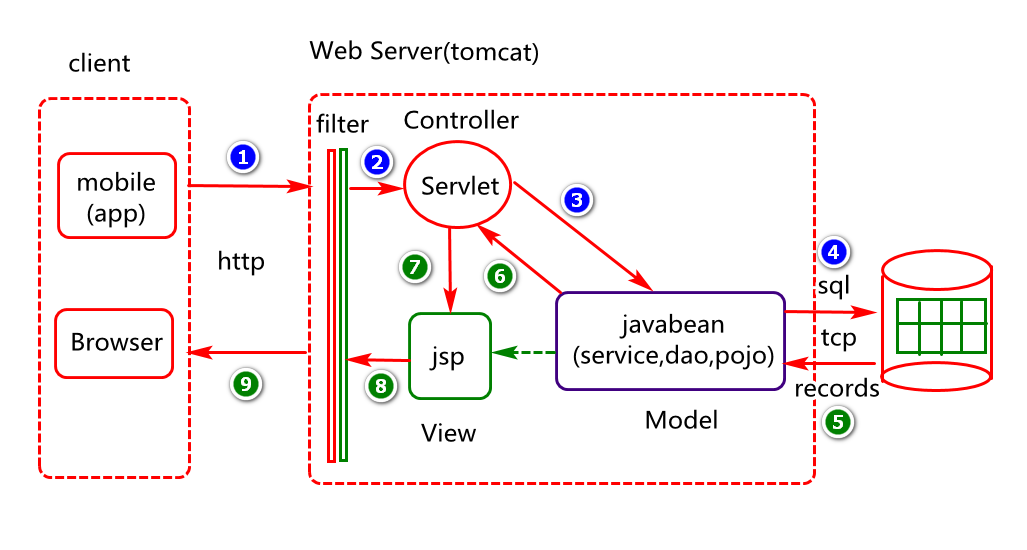 client
Web Server(tomcat)
filter
Controller
1
2
mobile
(app)
Servlet
3
http
7
6
4
sql
Browser
jsp
javabean
(service,dao,pojo)
tcp
9
8
records
View
Model
5